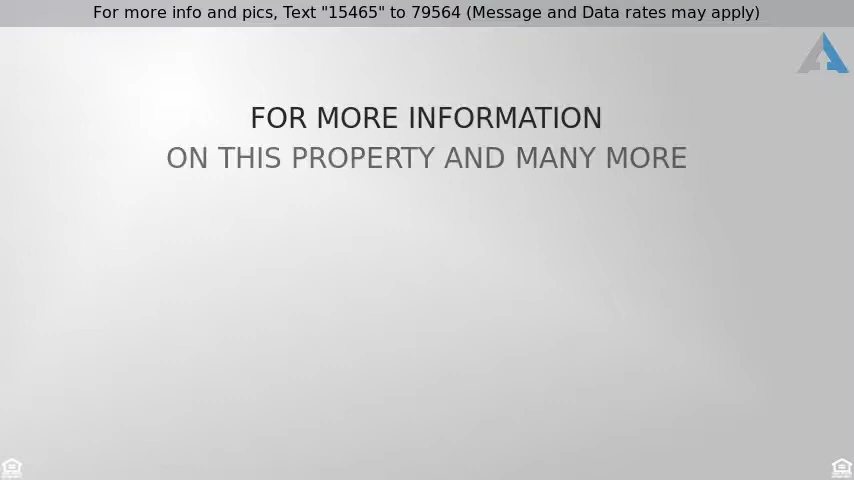 For more info and pics, Text "15465" to 79564 (Message and Data rates may apply)
FOR MORE INFORMATION
ON THIS PROPERTY AND MANY MORE